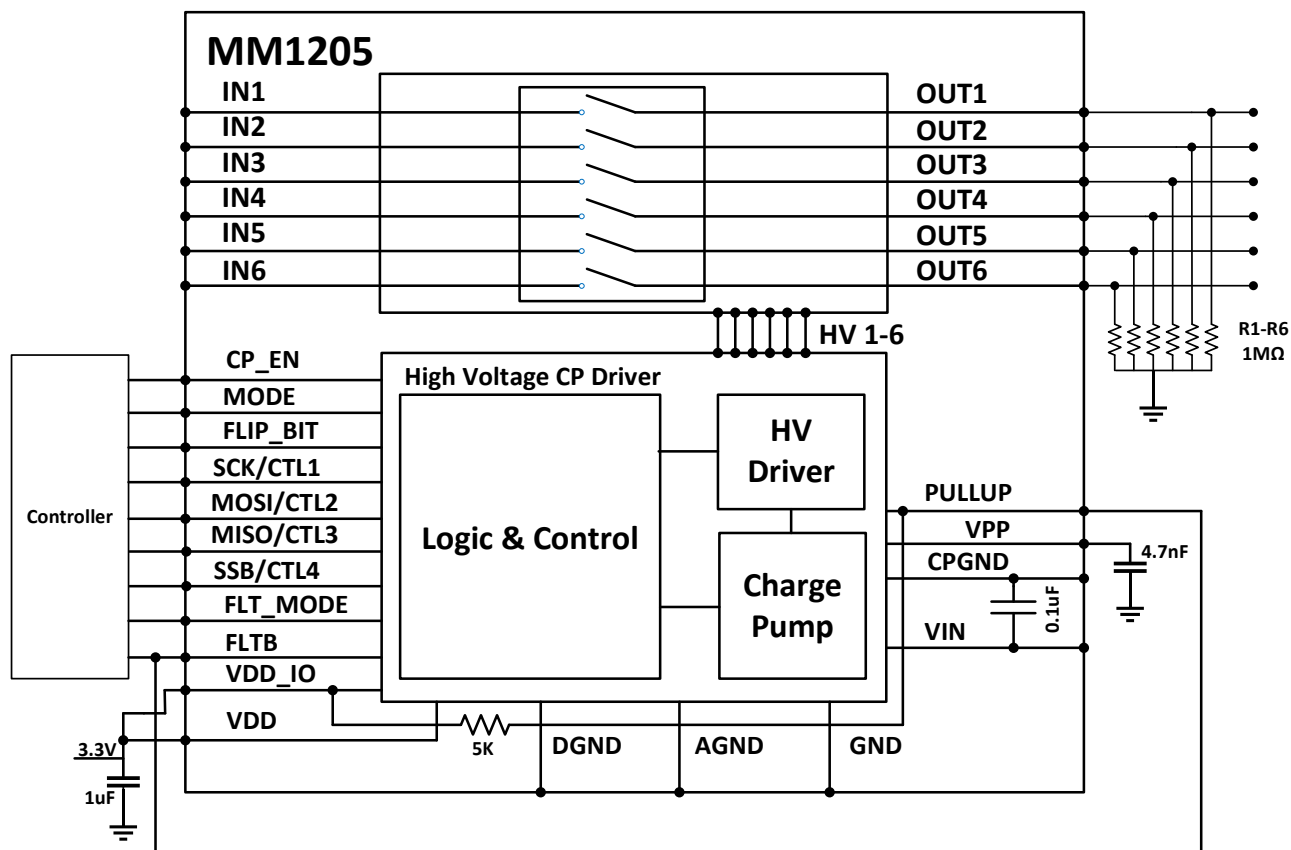 MM1205
IN1
OUT1
IN2
OUT2
IN3
OUT3
IN4
OUT4
IN5
OUT5
IN6
OUT6
HV 1-6
R1-R6
1MΩ
CP_EN
High Voltage CP Driver
MODE
HV
Driver
FLIP_BIT
SCK/CTL1
PULLUP
MOSI/CTL2
Controller
Logic & Control
VPP
MISO/CTL3
4.7nF
CPGND
SSB/CTL4
Charge
Pump
0.1uF
FLT_MODE
VIN
FLTB
VDD_IO
VDD
3.3V
5K
DGND
AGND
GND
1uF